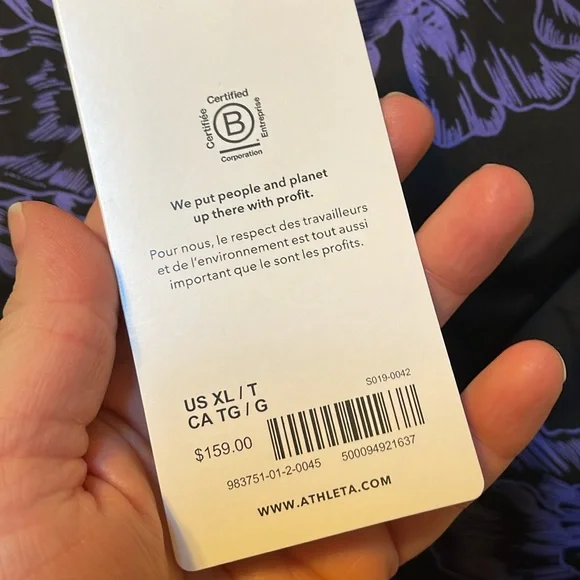 Certified
Certifiée
B
Entreprise
Corporation
We put people and planet
up there with profit.
Pour nous, le respect des travailleurs
et de l'environnement est tout aussi
important que le sont les profits.
S019-0042
US XL / T
CA TG / G
$159.00
983751-01-2-0045 500094921637
WWW.ATHLETA.COM